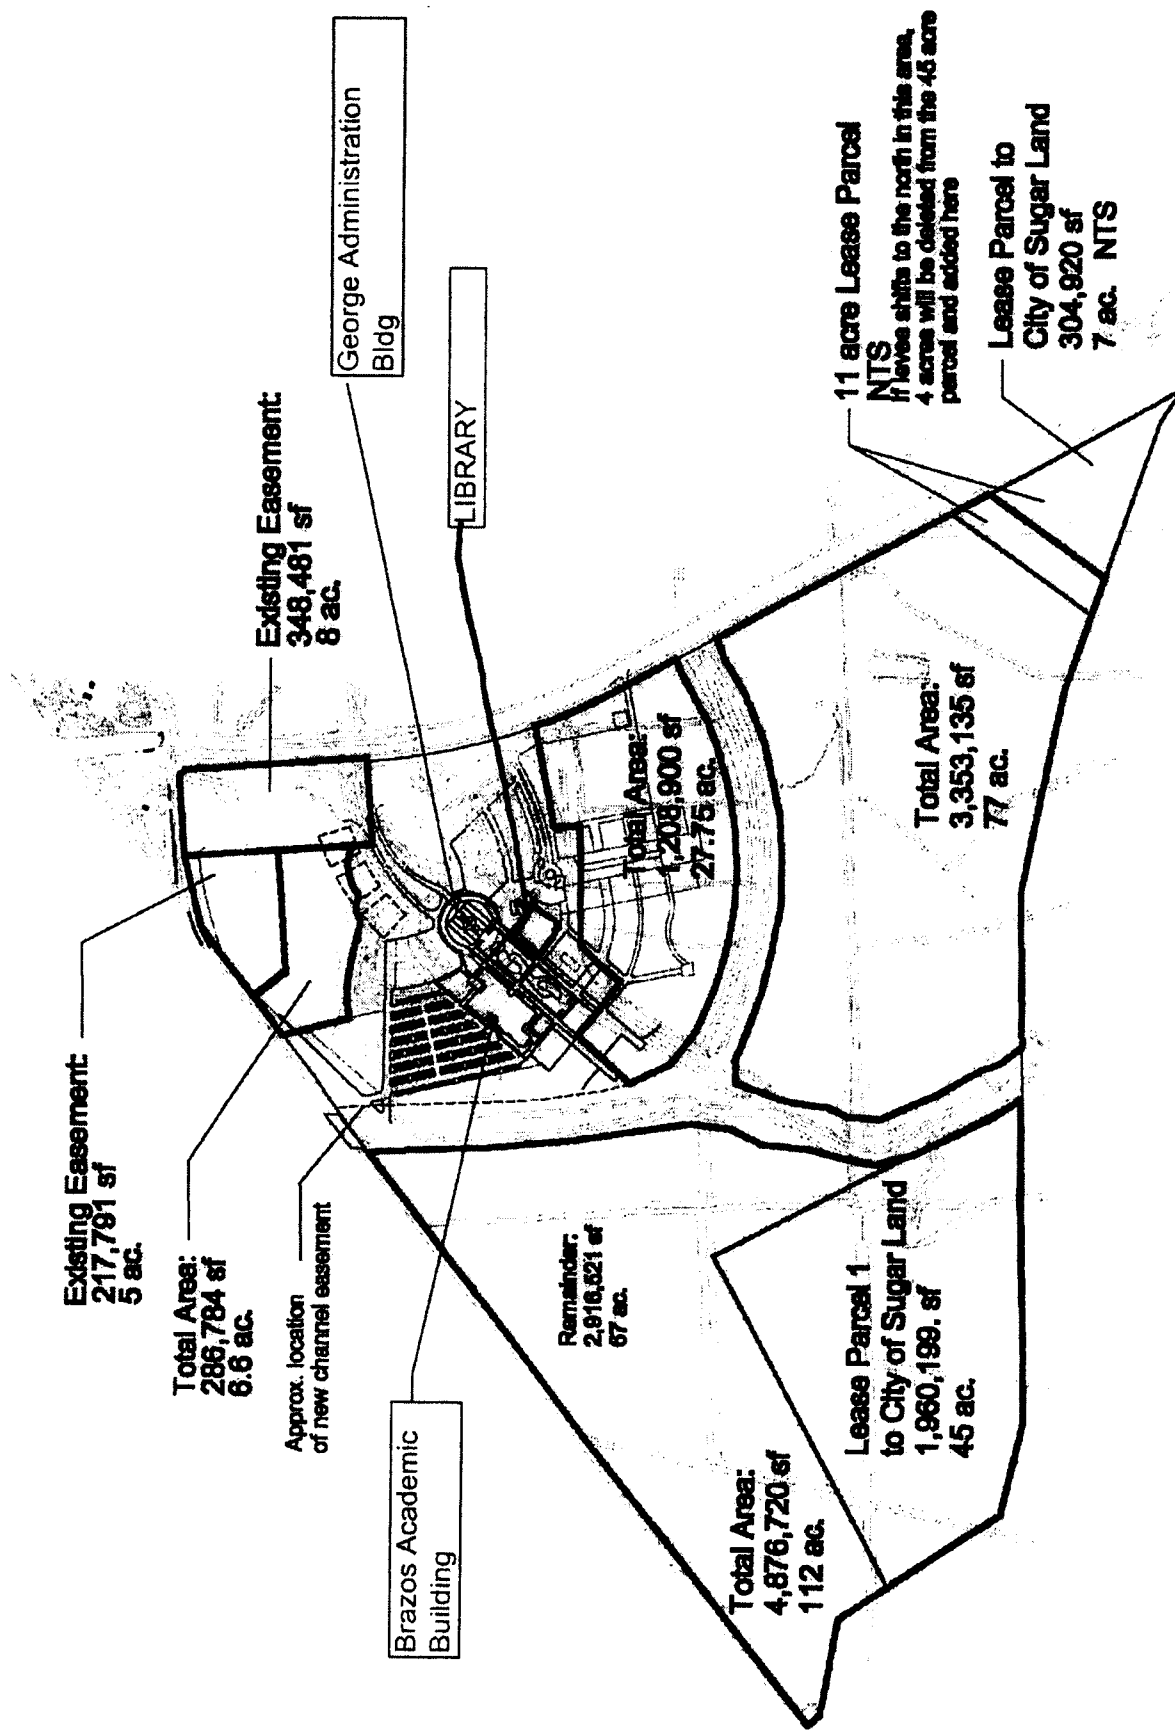 George Administration
Bldg
LIBRARY
Existing Easement:
348,481 sf
8 ac.
11 acre Lease Parcel
NTS
If levee shifts to the north in this area,
4 acres will be deleted from the 45 acre
parcel and added here
Lease Parcel to
City of Sugar Land
304,920 sf
7 ac. NTS
Existing Easement:
217,791 sf
5 ac.
Total Area:
286,784 sf
6.6 ac.
Approx. location
of new channel easement
Brazos Academic
Building
Total Area:
1,208,900 sf
27.75 ac.
Total Area:
3,353,135 sf
77 ac.
Remainder:
2,916,521 sf
67 ac.
Lease Parcel 1
to City of Sugar Land
1,960,199. sf
45 ac.
Total Area:
4,876,720 sf
112 ac.